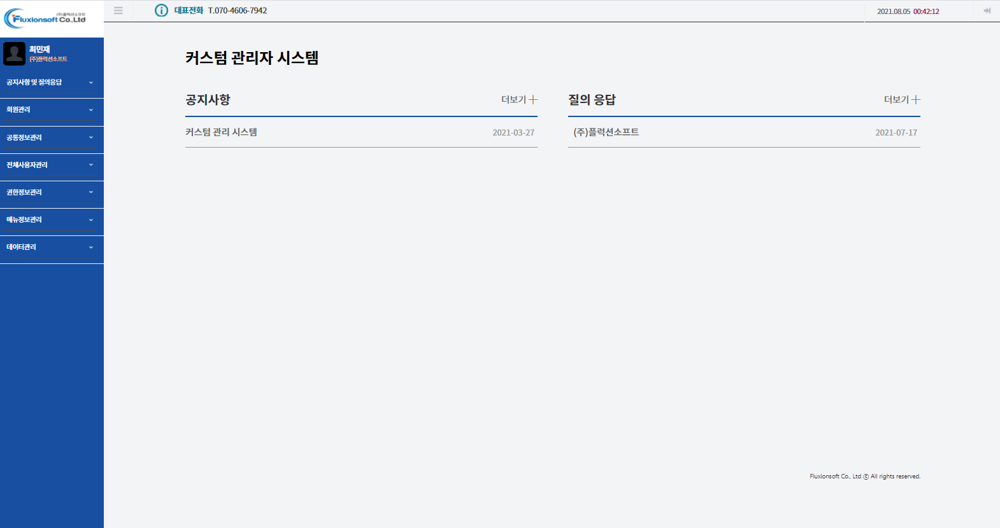 (주)플럭션소프트
Fluxionsoft Co.,Ltd
대표전화 T.070-4606-7942
2021.08.05 00:42:12
최민재
(주)플럭션소프트
공지사항 및 질의응답
회원관리
공통정보관리
전체사용자관리
권한정보관리
메뉴정보관리
데이터관리
커스텀 관리자 시스템
공지사항
더보기
커스텀 관리 시스템
2021-03-27
질의 응답
더보기
(주)플럭션소프트
2021-07-17
Fluxionsoft Co., Ltd ⓒ All rights reserved.